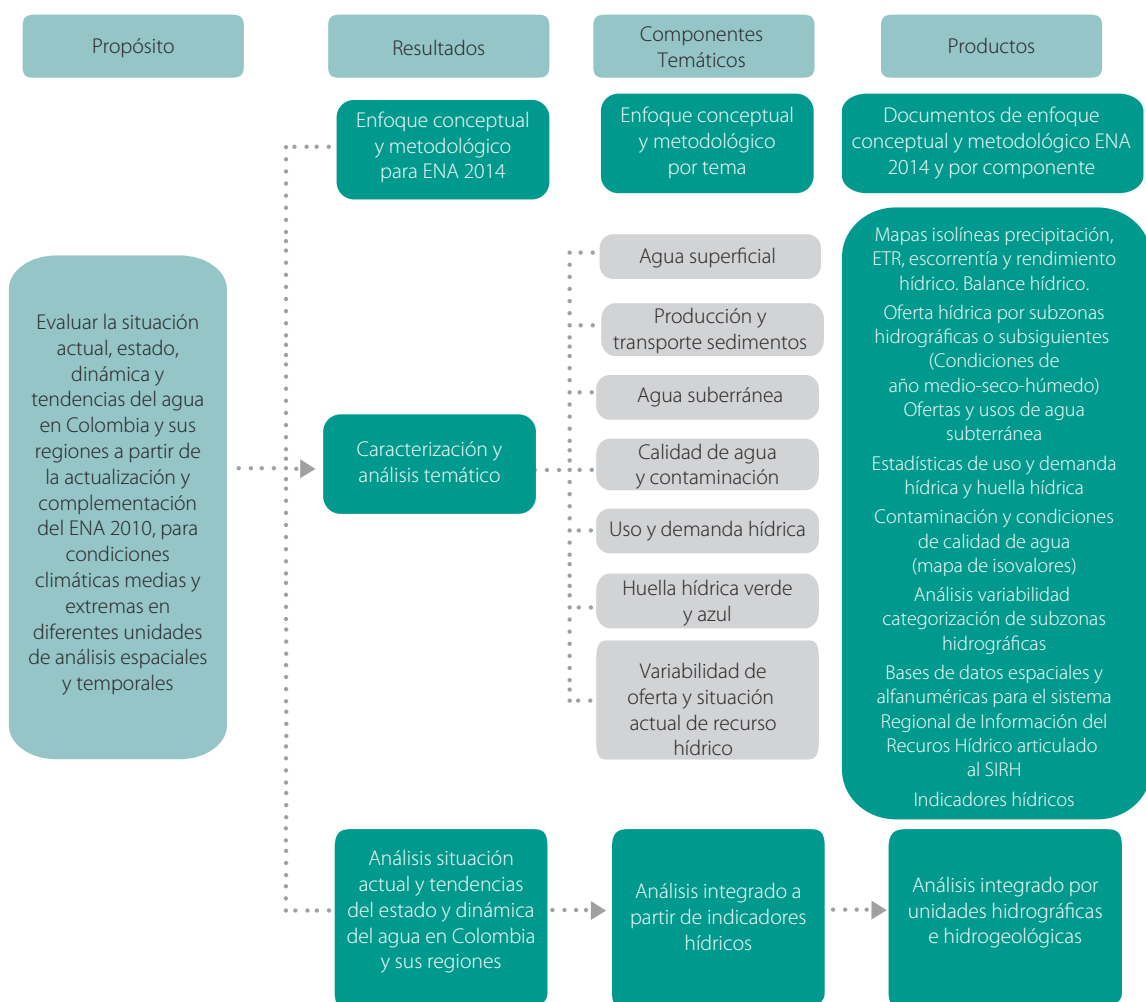 Propósito
Resultados
Componentes
Temáticos
Productos
Enfoque conceptual
y metodológico
para ENA 2014
Enfoque conceptual
y metodológico
por tema
Documentos de enfoque
conceptual y metodológico ENA
2014 y por componente
Evaluar la situación
actual, estado,
dinámica y
tendencias del agua
en Colombia y sus
regiones a partir de
la actualización y
complementación
del ENA 2010, para
condiciones
climáticas medias y
extremas en
diferentes unidades
de análisis espaciales
y temporales
Caracterización y
análisis temático
Agua superficial
Producción y
transporte sedimentos
Agua suberránea
Calidad de agua
y contaminación
Uso y demanda hídrica
Huella hídrica verde
y azul
Variabilidad de
oferta y situación
actual de recurso
hídrico
Mapas isolíneas precipitación,
ETR, escorrentía y rendimiento
hídrico. Balance hídrico.
Oferta hídrica por subzonas
hidrográficas o subsiguientes
(Condiciones de
año medio-seco-húmedo)
Ofertas y usos de agua
subterránea
Estadísticas de uso y demanda
hídrica y huella hídrica
Contaminación y condiciones
de calidad de agua
(mapa de isovalores)
Análisis variabilidad
categorización de subzonas
hidrográficas
Bases de datos espaciales y
alfanuméricas para el sistema
Regional de Información del
Recuros Hídrico articulado
al SIRH
Indicadores hídricos
Análisis situación
actual y tendencias
del estado y dinámica
del agua en Colombia
y sus regiones
Análisis integrado a
partir de indicadores
hídricos
Análisis integrado por
unidades hidrográficas
e hidrogeológicas